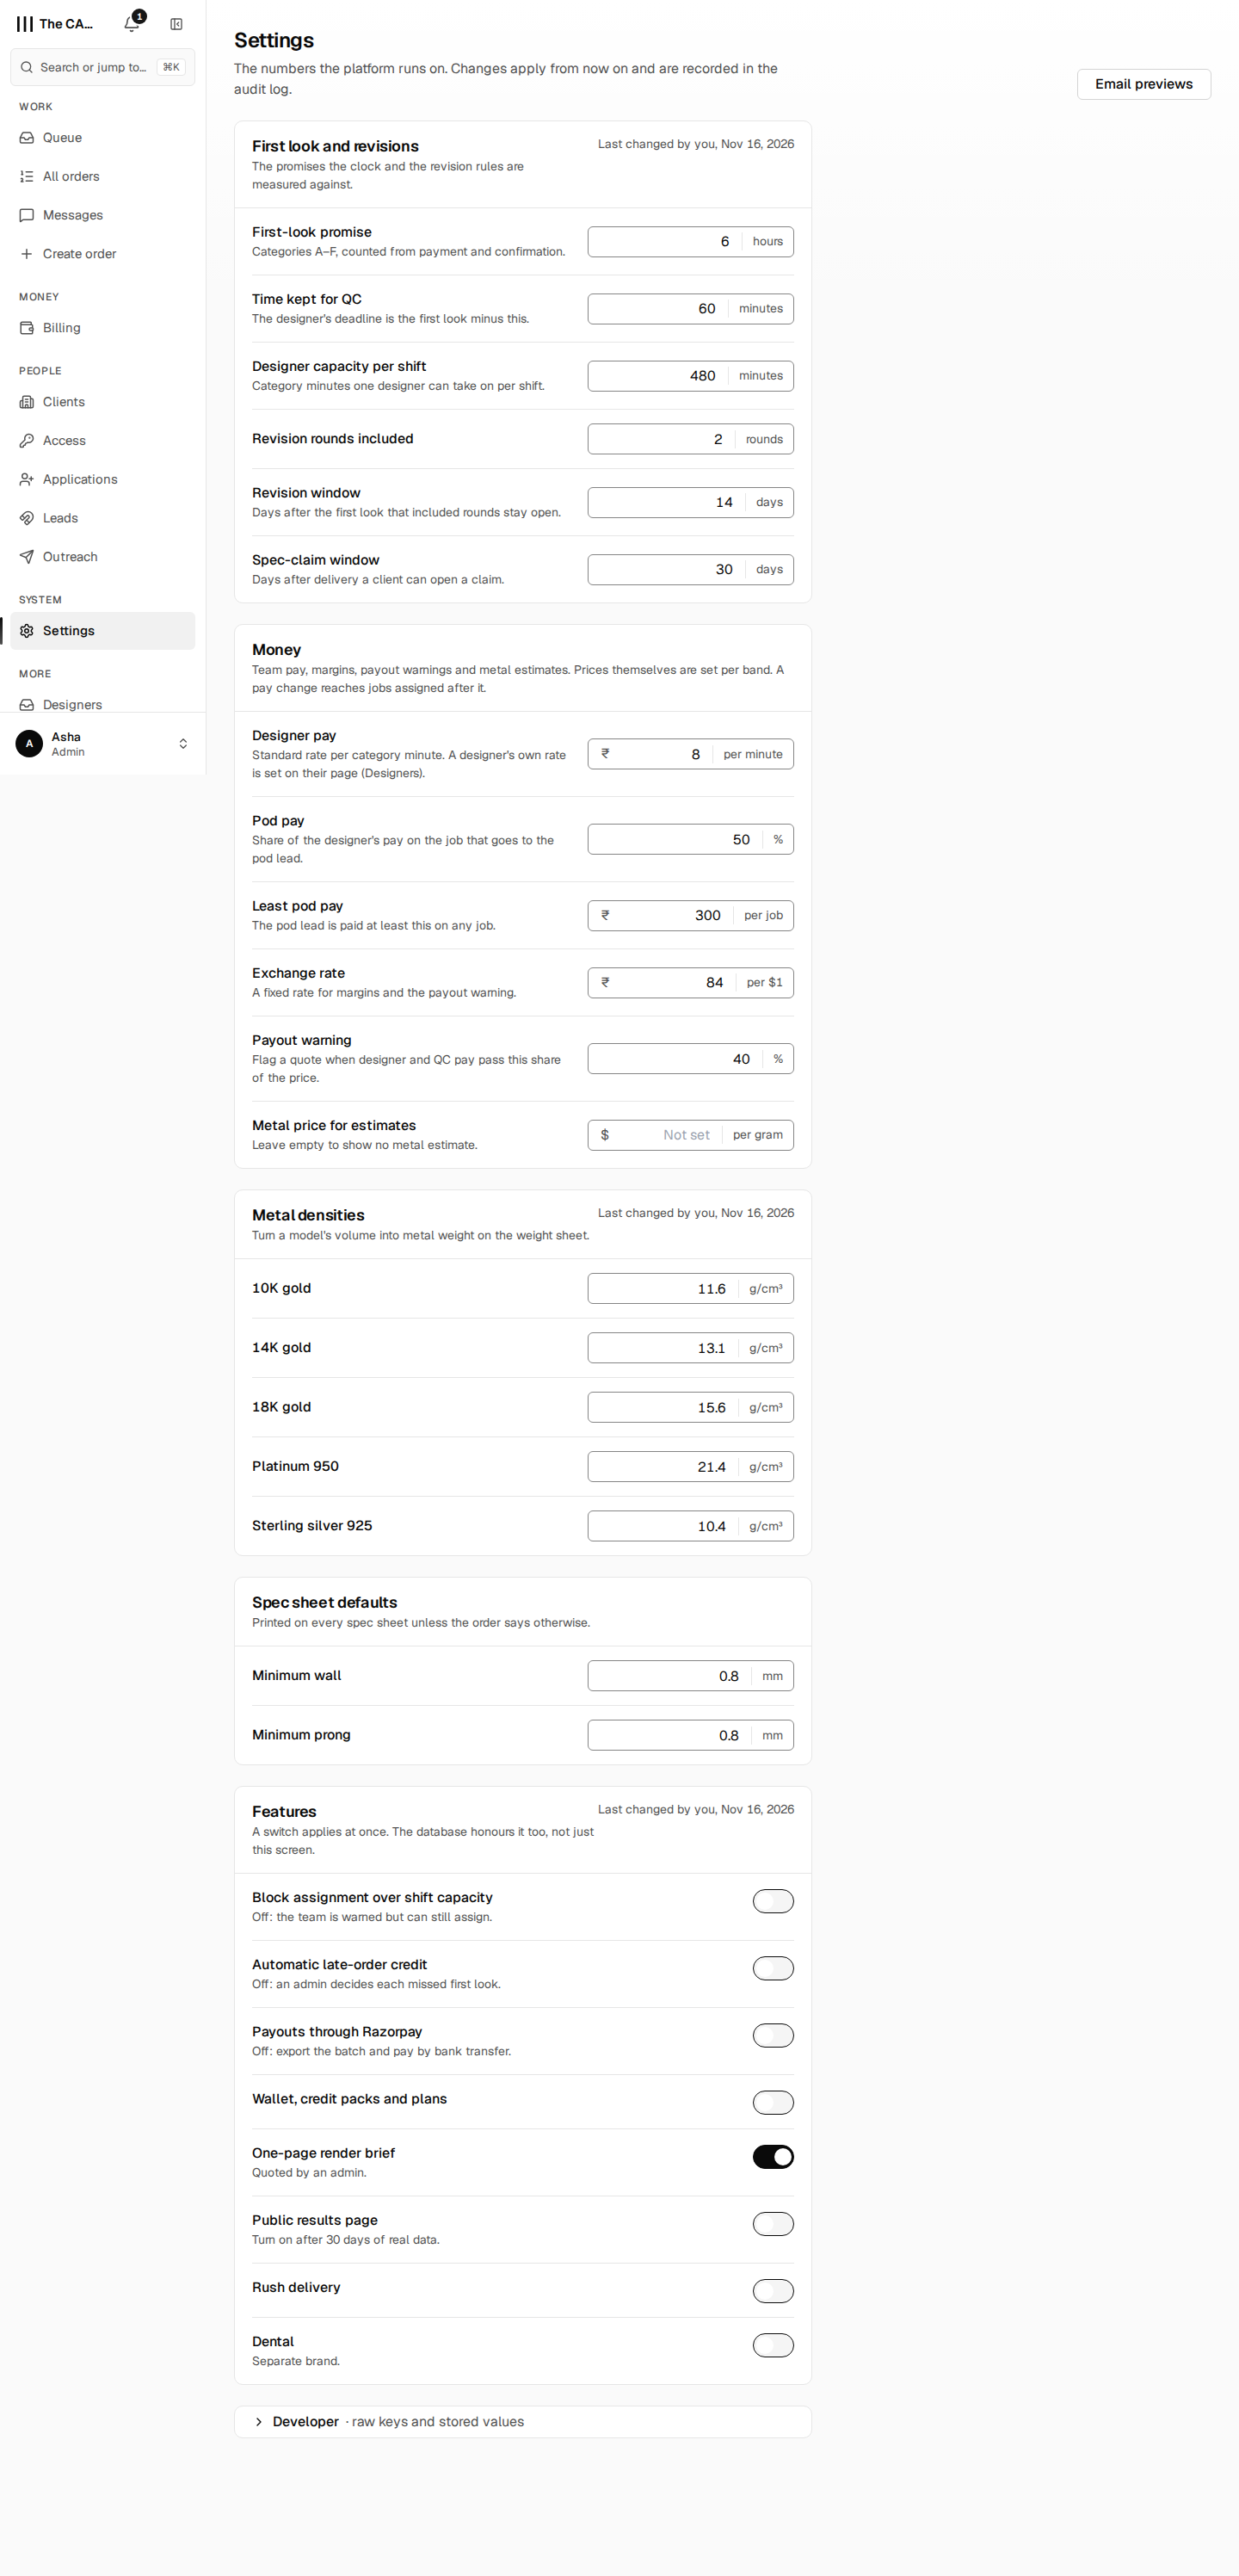 The CA...
1
Search or jump to...
⌘K
WORK
Queue
All orders
Messages
Create order
MONEY
Billing
PEOPLE
Clients
Access
Applications
Leads
Outreach
SYSTEM
Settings
MORE
Designers
A
Asha
Admin
Settings
The numbers the platform runs on. Changes apply from now on and are recorded in the
audit log.
Email previews
First look and revisions
Last changed by you, Nov 16, 2026
The promises the clock and the revision rules are
measured against.
First-look promise
Categories A–F, counted from payment and confirmation.
6 hours
Time kept for QC
The designer's deadline is the first look minus this.
60 minutes
Designer capacity per shift
Category minutes one designer can take on per shift.
480 minutes
Revision rounds included
2 rounds
Revision window
Days after the first look that included rounds stay open.
14 days
Spec-claim window
Days after delivery a client can open a claim.
30 days
Money
Team pay, margins, payout warnings and metal estimates. Prices themselves are set per band. A
pay change reaches jobs assigned after it.
Designer pay
Standard rate per category minute. A designer's own rate
is set on their page (Designers).
₹ 8 per minute
Pod pay
Share of the designer's pay on the job that goes to the
pod lead.
50 %
Least pod pay
The pod lead is paid at least this on any job.
₹ 300 per job
Exchange rate
A fixed rate for margins and the payout warning.
₹ 84 per $1
Payout warning
Flag a quote when designer and QC pay pass this share
of the price.
40 %
Metal price for estimates
Leave empty to show no metal estimate.
$ Not set per gram
Metal densities
Last changed by you, Nov 16, 2026
Turn a model's volume into metal weight on the weight sheet.
10K gold
11.6 g/cm³
14K gold
13.1 g/cm³
18K gold
15.6 g/cm³
Platinum 950
21.4 g/cm³
Sterling silver 925
10.4 g/cm³
Spec sheet defaults
Printed on every spec sheet unless the order says otherwise.
Minimum wall
0.8 mm
Minimum prong
0.8 mm
Features
Last changed by you, Nov 16, 2026
A switch applies at once. The database honours it too, not just
this screen.
Block assignment over shift capacity
Off: the team is warned but can still assign.
Automatic late-order credit
Off: an admin decides each missed first look.
Payouts through Razorpay
Off: export the batch and pay by bank transfer.
Wallet, credit packs and plans
One-page render brief
Quoted by an admin.
Public results page
Turn on after 30 days of real data.
Rush delivery
Dental
Separate brand.
Developer · raw keys and stored values